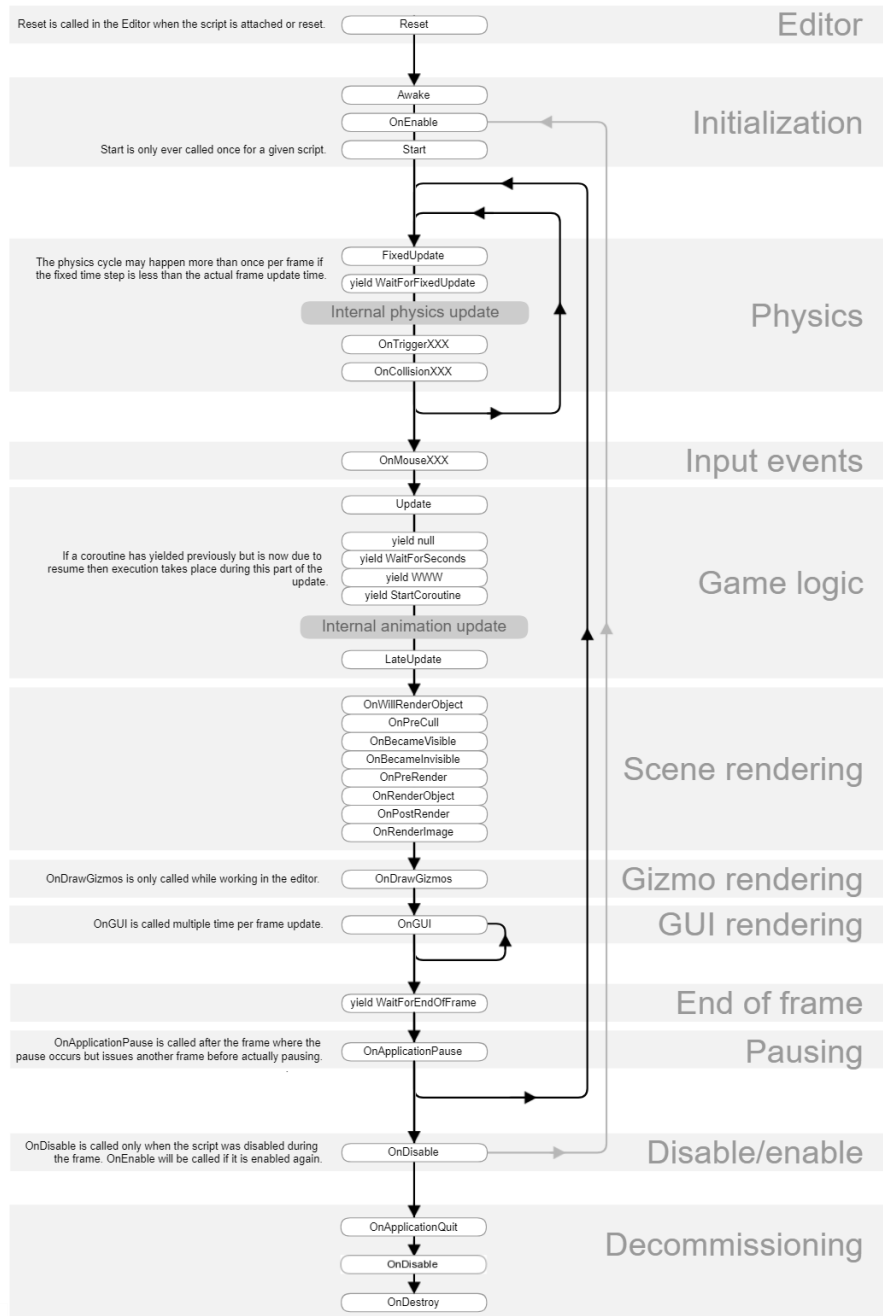 Reset is called in the Editor when the script is attached or reset.
Reset
Editor
Awake
OnEnable
Initialization
Start is only ever called once for a given script.
Start
The physics cycle may happen more than once per frame if
the fixed time step is less than the actual frame update time.
FixedUpdate
yield WaitForFixedUpdate
Internal physics update
Physics
OnTriggerXXX
OnCollisionXXX
OnMouseXXX
Input events
Update
If a coroutine has yielded previously but is now due to
resume then execution takes place during this part of the
update.
yield null
yield WaitForSeconds
yield WWW
yield StartCoroutine
Game logic
Internal animation update
LateUpdate
OnWillRenderObject
OnPreCull
OnBecameVisible
OnBecameInvisible
OnPreRender
OnRenderObject
OnPostRender
OnRenderImage
Scene rendering
OnDrawGizmos is only called while working in the editor.
OnDrawGizmos
Gizmo rendering
OnGUI is called multiple time per frame update.
OnGUI
GUI rendering
yield WaitForEndOfFrame
End of frame
OnApplicationPause is called after the frame where the
pause occurs but issues another frame before actually pausing.
OnApplicationPause
Pausing
OnDisable is called only when the script was disabled during
the frame. OnEnable will be called if it is enabled again.
OnDisable
Disable/enable
OnApplicationQuit
Decommissioning
OnDisable
OnDestroy